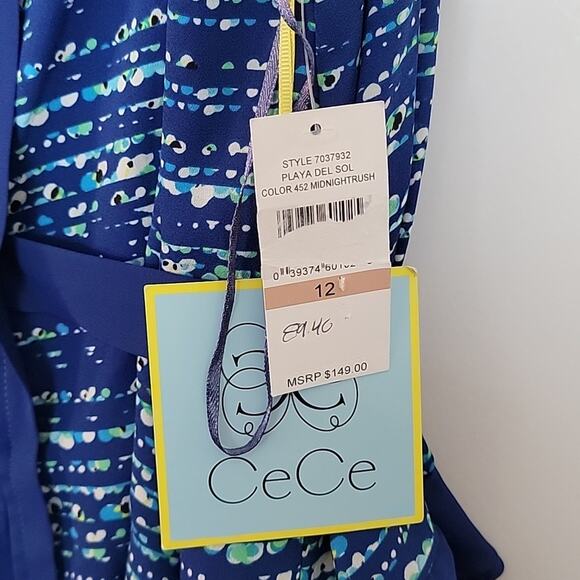 STYLE 7037932
PLAYA DEL SOL
COLOR 452 MIDNIGHTRUSH
12
89.40
MSRP $149.00
CeCe